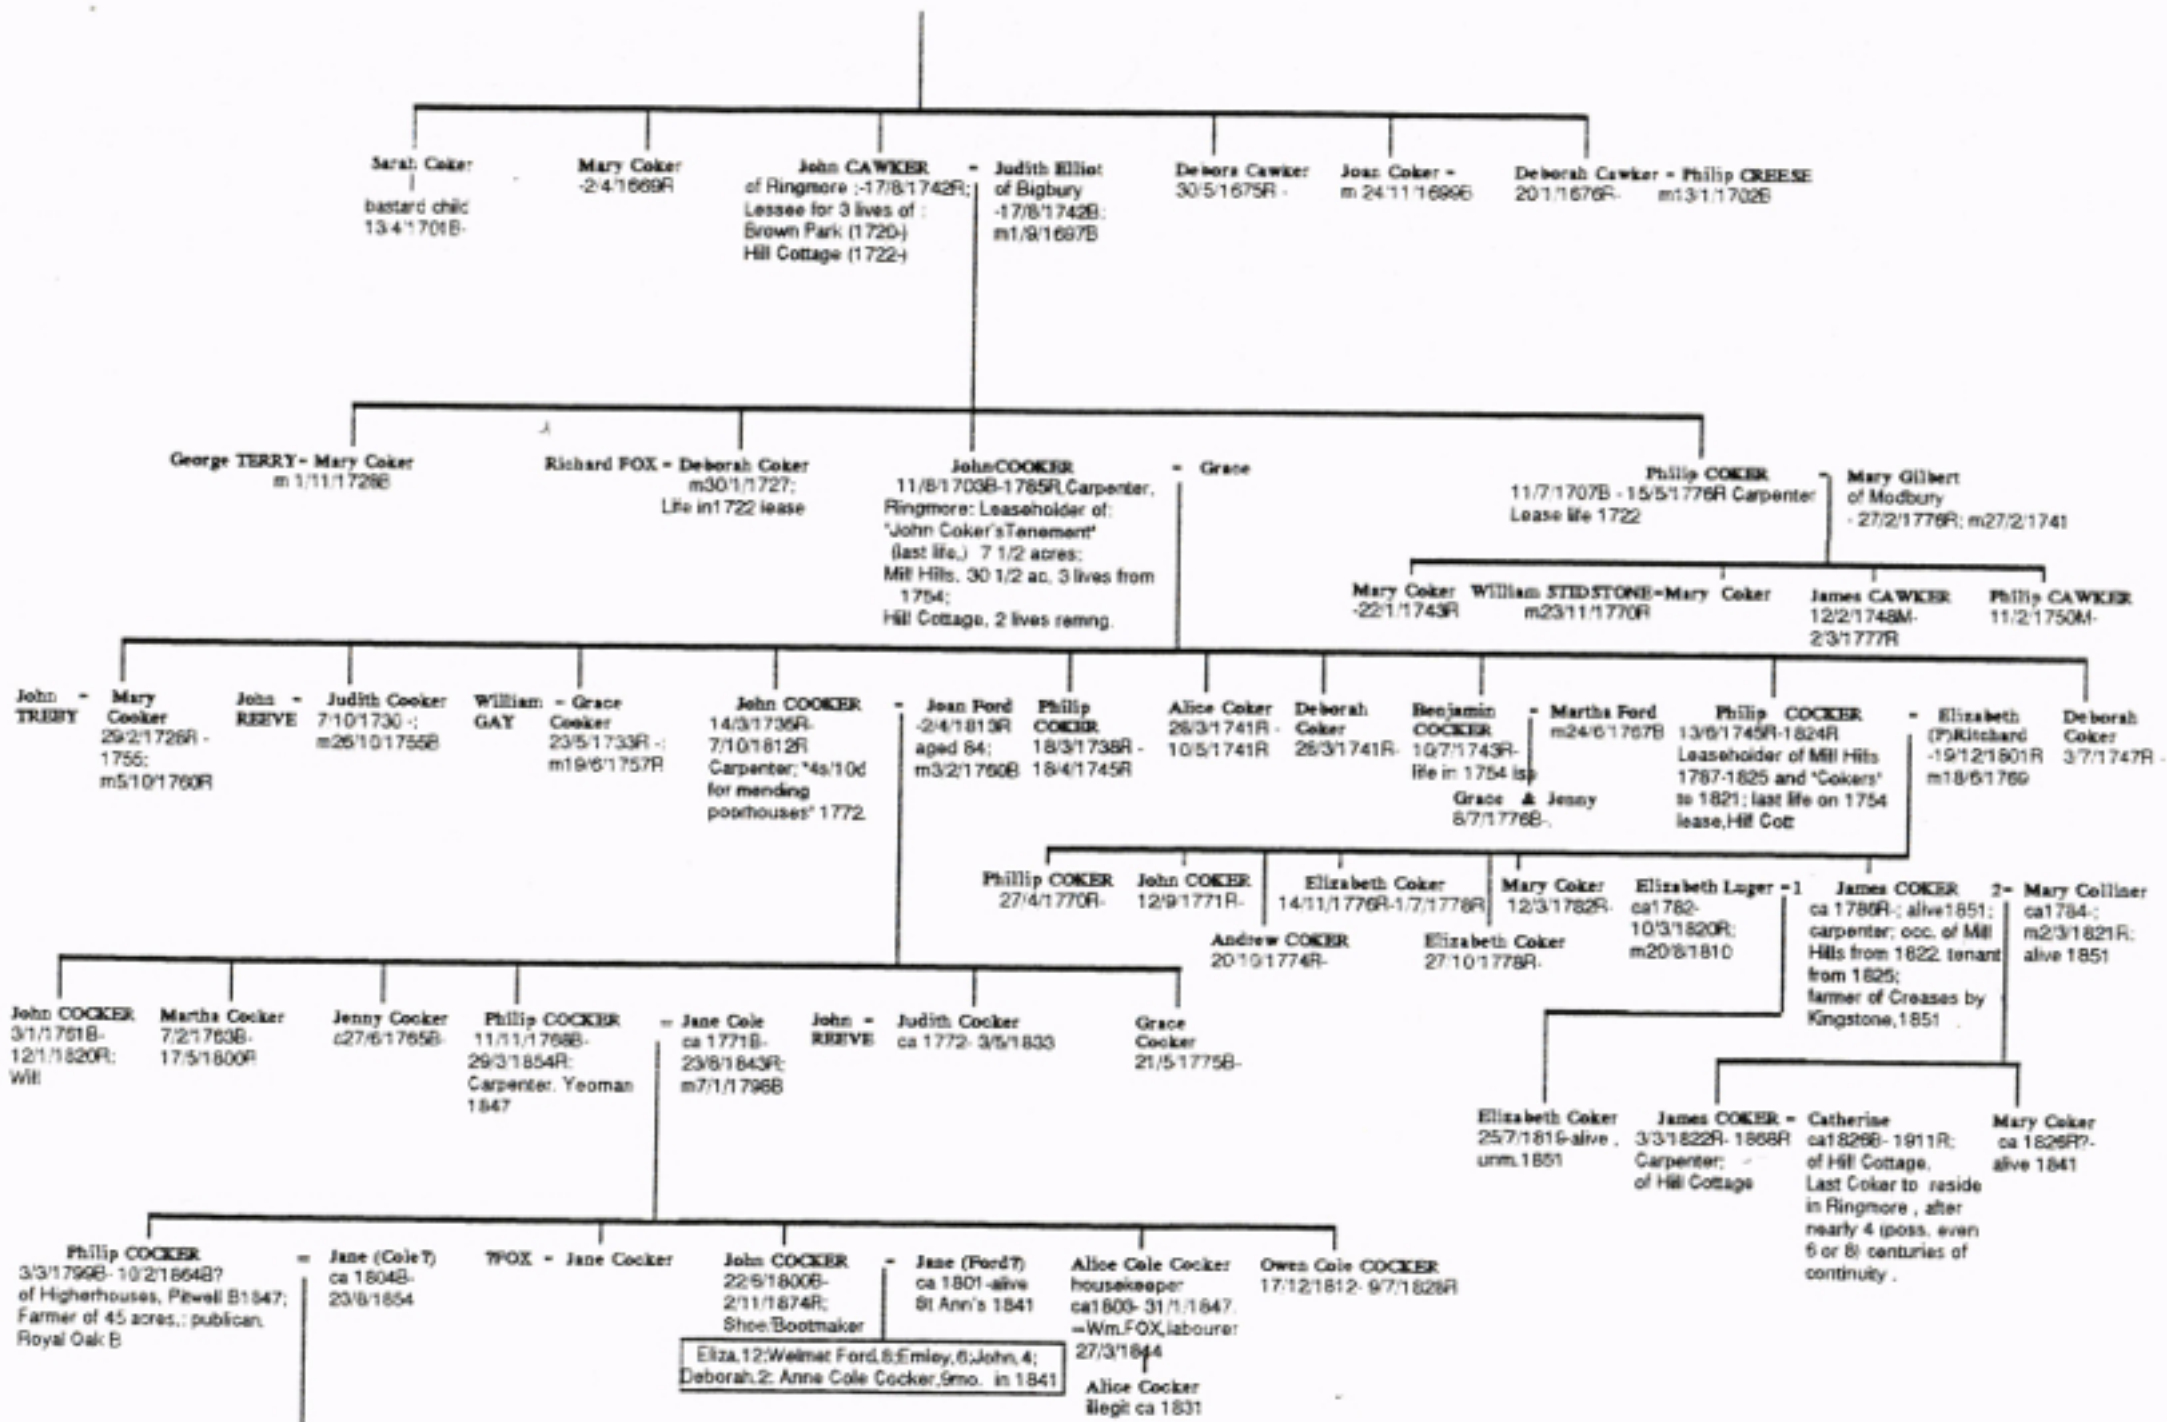 Sarah Coker
bastard child
13/4/1701B-
Mary Coker
-2/4/1669R
John CAWKER
of Ringmore :-17/8/1742R;
Lessee for 3 lives of :
Brown Park (1720-)
Hill Cottage (1722-)
- Judith Elliot
of Bigbury
-17/8/1742B;
m1/9/1697B
Debora Cawker
30/5/1675R -
Joan Coker -
m 24/11/1699B
Deborah Cawker - Philip CREESE
20/1/1676R- m13/1/1702B
George TERRY - Mary Coker
m 1/11/1728B
Richard FOX - Deborah Coker
m30/1/1727;
Life in1722 lease
JohnCOOKER
11/8/1703B-1785R,Carpenter,
Ringmore: Leaseholder of:
"John Coker'sTenement"
(last life,) 7 1/2 acres;
Mill Hills, 30 1/2 ac, 3 lives from
1754;
Hill Cottage, 2 lives remng.
- Grace
Philip COKER
11/7/1707B - 15/5/1776R Carpenter
Lease life 1722
- Mary Gilbert
of Modbury
- 27/2/1776R; m27/2/1741
Mary Coker
-22/1/1743R
William STIDSTONE-Mary Coker
m23/11/1770R
James CAWKER
12/2/1748M-
2/3/1777R
Philip CAWKER
11/2/1750M-
John -
TREBY
Mary
Cooker
29/2/1728R -
1755;
m5/10/1760R
John -
REEVE
Judith Cooker
7/10/1730 -;
m26/10/1755B
William - Grace
GAY Cooker
23/5/1733R -;
m19/6/1757R
John COOKER
14/3/1735R-
7/10/1812R
Carpenter; "4s/10d
for mending
poorhouses" 1772.
- Joan Ford
-2/4/1813R
aged 84;
m3/2/1760B
Philip
COKER
18/3/1738R -
18/4/1745R
Alice Coker
28/3/1741R -
10/5/1741R
Deborah
Coker
28/3/1741R-
Benjamin
COCKER
10/7/1743R-
life in 1754 lse
- Martha Ford
m24/6/1767B
Grace & Jenny
8/7/1776B-.
Philip COCKER
13/6/1745R-1824R
Leaseholder of Mill Hills
1787-1825 and "Cokers"
to 1821; last life on 1754
lease,Hill Cott
- Elizabeth
(P)Ritchard
-19/12/1801R
m18/6/1769
Deborah
Coker
3/7/1747R -
Phillip COKER
27/4/1770R-
John COKER
12/9/1771R-
Andrew COKER
20/10/1774R-
Elizabeth Coker
14/11/1776R-1/7/1778R
Elizabeth Coker
27/10/1778R-
Mary Coker
12/3/1782R-
Elizabeth Luger -1
ca1782-
10/3/1820R;
m20/8/1810
James COKER
ca 1786R-; alive1851;
carpenter; occ. of Mill
Hills from 1822, tenant
from 1825;
farmer of Creases by
Kingstone,1851
2- Mary Colliner
ca1784-;
m2/3/1821R;
alive 1851
John COCKER
3/1/1761B-
12/1/1820R;
Will
Martha Cocker
7/2/1763B-
17/5/1800R
Jenny Cocker
c27/6/1765B-
Philip COCKER
11/11/1768B-
29/3/1854R;
Carpenter. Yeoman
1847
= Jane Cole
ca 1771B-
23/8/1843R;
m7/1/1798B
John -
REEVE
Judith Cocker
ca 1772- 3/5/1833
Grace
Cocker
21/5/1775B-
Elizabeth Coker
25/7/1819-alive ,
unm.1851
James COKER -
3/3/1822R- 1868R
Carpenter;
of Hill Cottage
Catherine
ca1826B- 1911R;
of Hill Cottage.
Last Coker to reside
in Ringmore , after
nearly 4 (poss. even
6 or 8) centuries of
continuity .
Mary Coker
ca 1826R?-
alive 1841
Philip COCKER
3/3/1799B- 10/2/1864B?
of Higherhouses, Pitwell B1847;
Farmer of 45 acres,; publican,
Royal Oak B
= Jane (Cole?)
ca 1804B-
23/8/1854
?FOX - Jane Cocker
John COCKER
22/6/1800B-
2/11/1874R;
Shoe/Bootmaker
- Jane (Ford?)
ca 1801-alive
St Ann's 1841
Eliza,12;Welmet Ford,8;Emley,6;John,4;
Deborah,2; Anne Cole Cocker,9mo. in 1841
Alice Cole Cocker
housekeeper
ca1803- 31/1/1847.
=Wm.FOX,labourer
27/3/1844
Alice Cocker
illegit ca 1831
Owen Cole COCKER
17/12/1812- 9/7/1828R